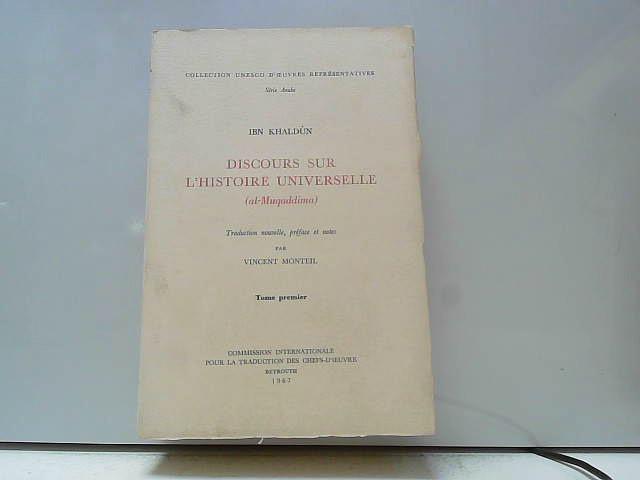 COLLECTION UNESCO D'ŒUVRES REPRÉSENTATIVES
Série Arabe
IBN KHALDÛN
DISCOURS SUR
L'HISTOIRE UNIVERSELLE
(al-Muqaddima)
Traduction nouvelle, préface et notes
PAR
VINCENT MONTEIL
Tome premier
COMMISSION INTERNATIONALE
POUR LA TRADUCTION DES CHEFS-D'ŒUVRE
BEYROUTH
1967